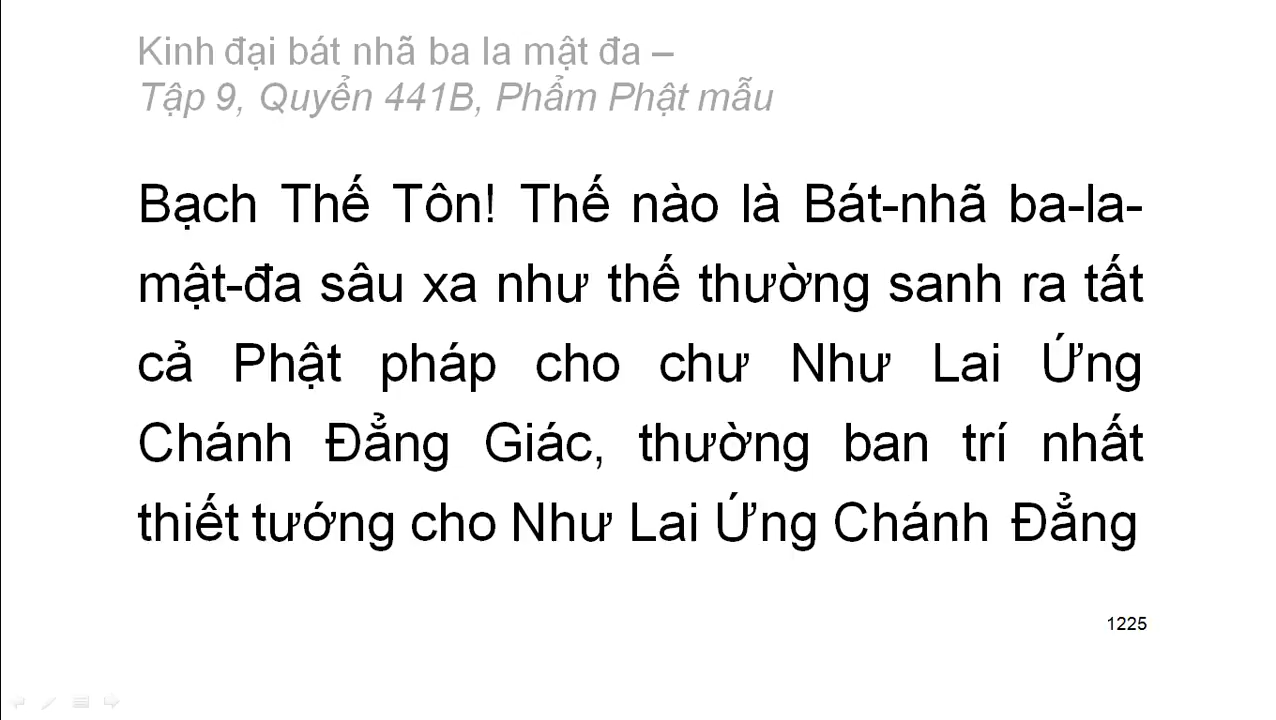 Kinh đại bát nhã ba la mật đa –
Tập 9, Quyển 441B, Phẩm Phật mẫu
Bạch Thế Tôn! Thế nào là Bát-nhã ba-la-
mật-đa sâu xa như thế thường sanh ra tất
cả Phật pháp cho chư Như Lai Ứng
Chánh Đẳng Giác, thường ban trí nhất
thiết tướng cho Như Lai Ứng Chánh Đẳng
1225